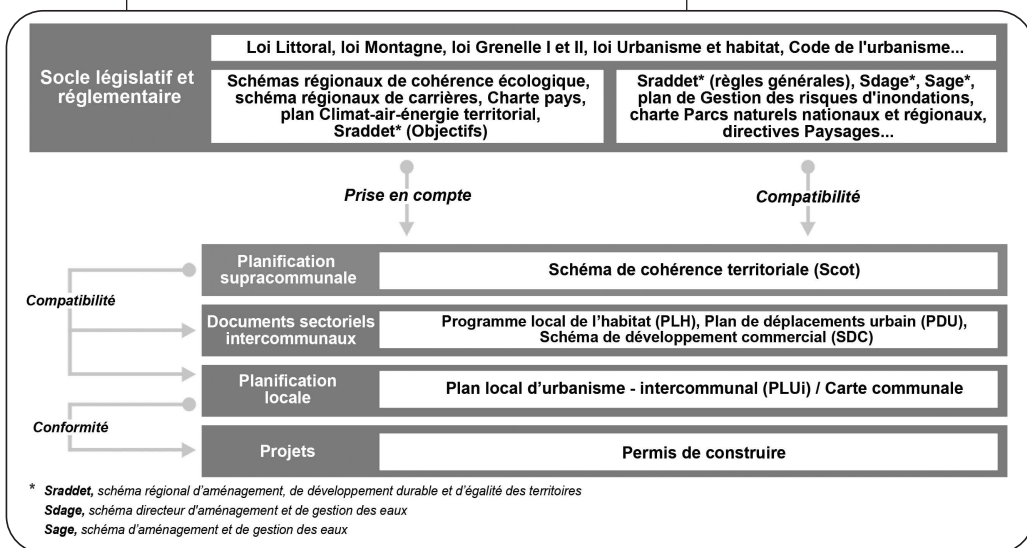 Socle législatif et
réglementaire
Loi Littoral, loi Montagne, loi Grenelle I et II, loi Urbanisme et habitat, Code de l'urbanisme...
Schémas régionaux de cohérence écologique,
schéma régionaux de carrières, Charte pays,
plan Climat-air-énergie territorial,
Sraddet* (Objectifs)
Sraddet* (règles générales), Sdage*, Sage*,
plan de Gestion des risques d'inondations,
charte Parcs naturels nationaux et régionaux,
directives Paysages...
Prise en compte
Compatibilité
Planification
supracommunale
Schéma de cohérence territoriale (Scot)
Compatibilité
Documents sectoriels
intercommunaux
Programme local de l'habitat (PLH), Plan de déplacements urbain (PDU),
Schéma de développement commercial (SDC)
Planification
locale
Plan local d'urbanisme - intercommunal (PLUi) / Carte communale
Conformité
Projets
Permis de construire
* Sraddet, schéma régional d'aménagement, de développement durable et d'égalité des territoires
Sdage, schéma directeur d'aménagement et de gestion des eaux
Sage, schéma d'aménagement et de gestion des eaux